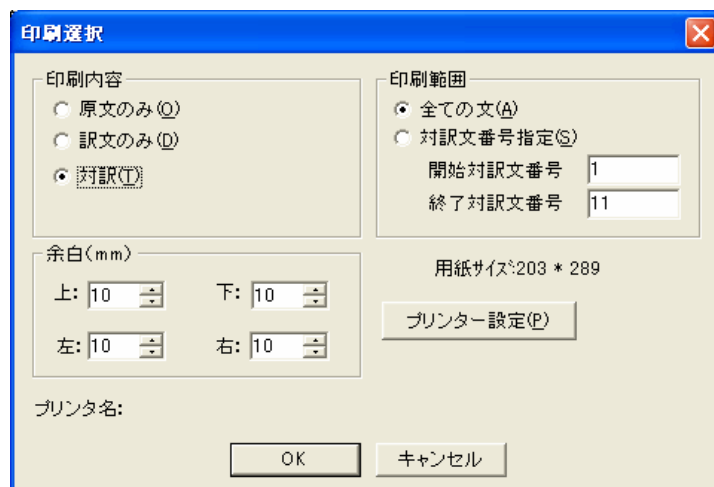 印刷選択
印刷内容
原文のみ(O)
訳文のみ(D)
対訳(T)
印刷範囲
全ての文(A)
対訳文番号指定(S)
開始対訳文番号 1
終了対訳文番号 11
余白(mm)
上: 10 下: 10
左: 10 右: 10
用紙サイズ:203 * 289
プリンター設定(P)
プリンタ名:
OK キャンセル